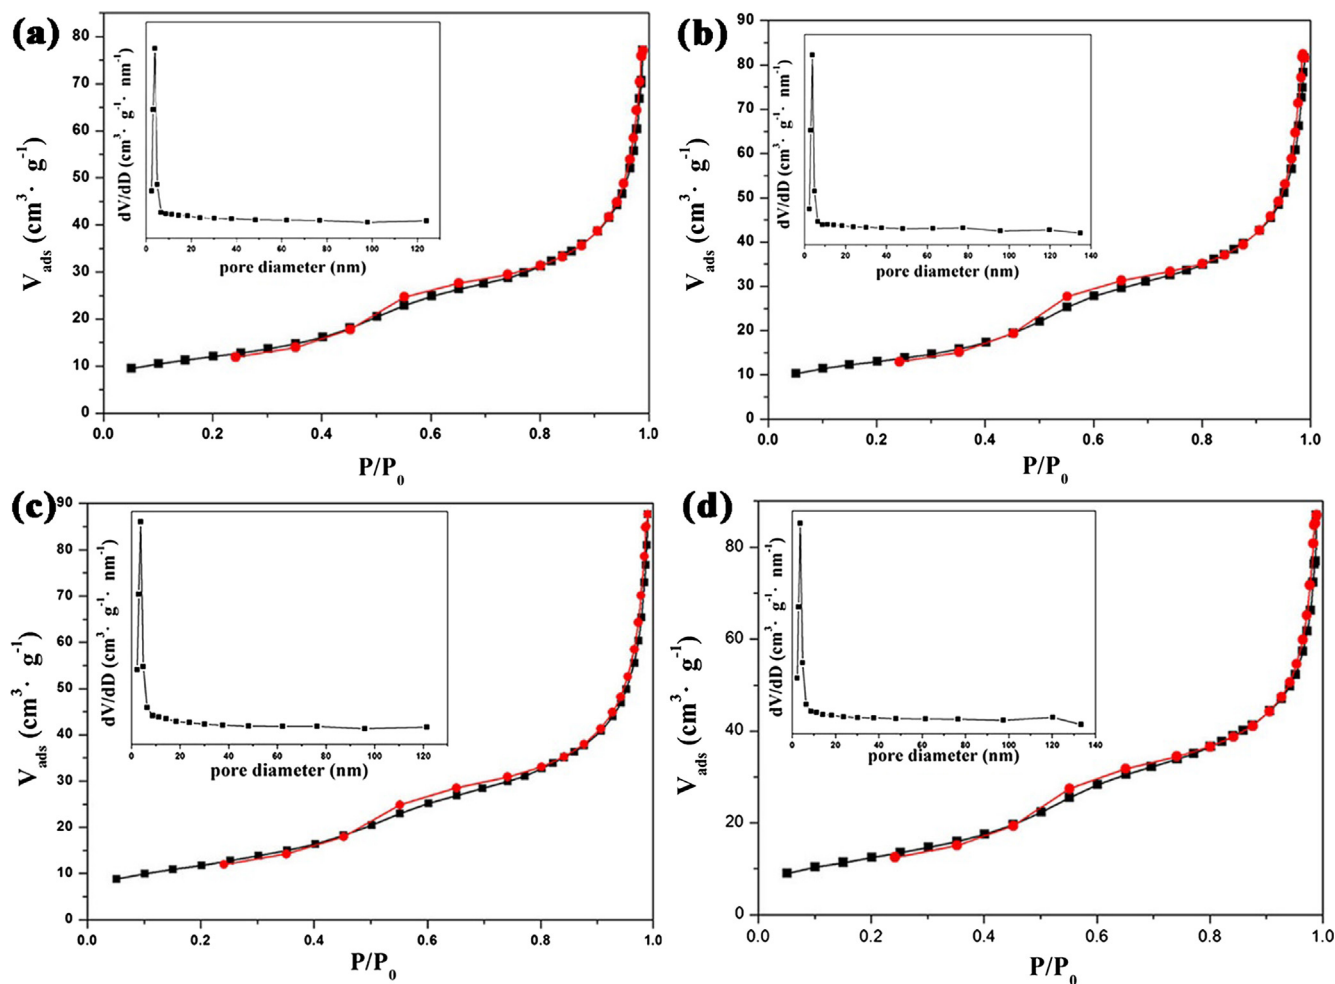 (a)
80
70
60
50
40
30
20
10
0
V_ads (cm³· g⁻¹)
0.0 0.2 0.4 0.6 0.8 1.0
P/P₀
dV/dD (cm³· g⁻¹· nm⁻¹)
0 20 40 60 80 100 120
pore diameter (nm)
(b)
90
80
70
60
50
40
30
20
10
0
V_ads (cm³· g⁻¹)
0.0 0.2 0.4 0.6 0.8 1.0
P/P₀
dV/dD (cm³· g⁻¹· nm⁻¹)
0 20 40 60 80 100 120 140
pore diameter (nm)
(c)
90
80
70
60
50
40
30
20
10
0
V_ads (cm³· g⁻¹)
0.0 0.2 0.4 0.6 0.8 1.0
P/P₀
dV/dD (cm³· g⁻¹· nm⁻¹)
0 20 40 60 80 100 120
pore diameter (nm)
(d)
80
60
40
20
0
V_ads (cm³· g⁻¹)
0.0 0.2 0.4 0.6 0.8 1.0
P/P₀
dV/dD (cm³· g⁻¹· nm⁻¹)
0 20 40 60 80 100 120 140
pore diameter (nm)